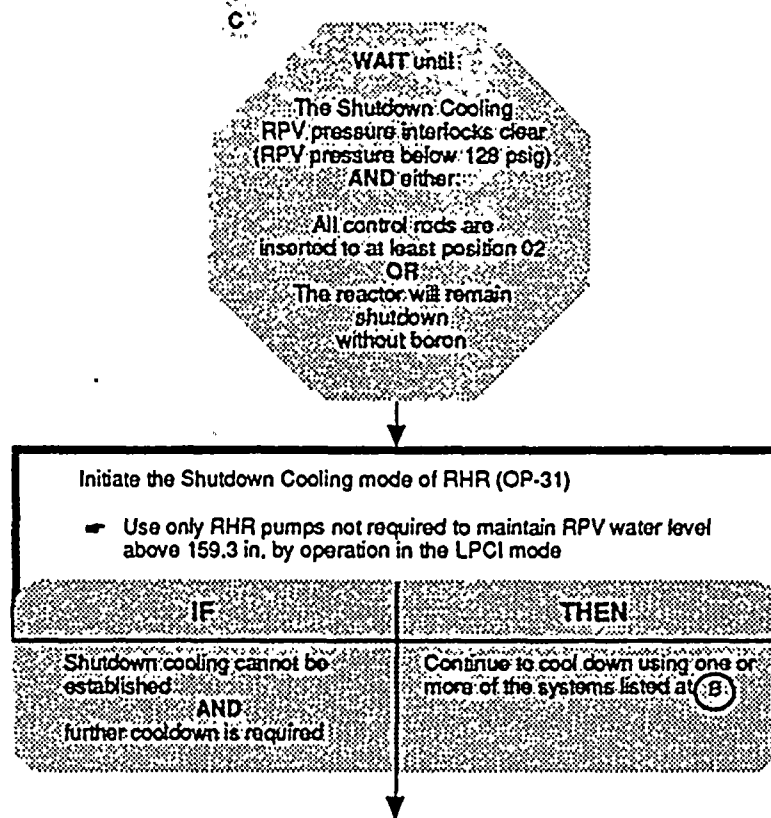 C
WAIT until:
The Shutdown Cooling
RPV pressure interlocks clear
(RPV pressure below 128 psig)
AND either:
All control rods are
inserted to at least position 02
OR
The reactor will remain
shutdown
without boron
Initiate the Shutdown Cooling mode of RHR (OP-31)
Use only RHR pumps not required to maintain RPV water level
above 159.3 in. by operation in the LPCI mode
IF
THEN
Shutdown cooling cannot be
established
AND
further cooldown is required
Continue to cool down using one or
more of the systems listed at B